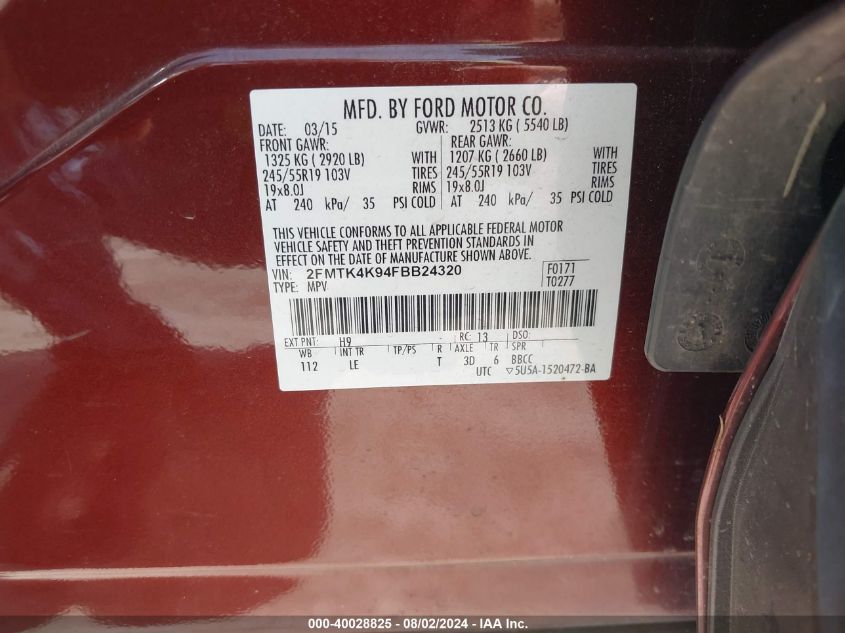 MFD. BY FORD MOTOR CO.
DATE: 03/15 GVWR: 2513 KG ( 5540 LB)
FRONT GAWR: REAR GAWR:
1325 KG ( 2920 LB) WITH 1207 KG ( 2660 LB) WITH
245/55R19 103V TIRES 245/55R19 103V TIRES
19x8.0J RIMS 19x8.0J RIMS
AT 240 kPa/ 35 PSI COLD AT 240 kPa/ 35 PSI COLD
THIS VEHICLE CONFORMS TO ALL APPLICABLE FEDERAL MOTOR
VEHICLE SAFETY AND THEFT PREVENTION STANDARDS IN
EFFECT ON THE DATE OF MANUFACTURE SHOWN ABOVE.
VIN: 2FMTK4K94FBB24320 F0171
TYPE: MPV T0277
EXT PNT: H9 - RC: 13 DSO:
WB INT TR TP/PS R AXLE TR SPR
112 LE T 3D 6 BBCC
UTC ▽5U5A-1520472-BA
000-40028825 - 08/02/2024 - IAAI.com.